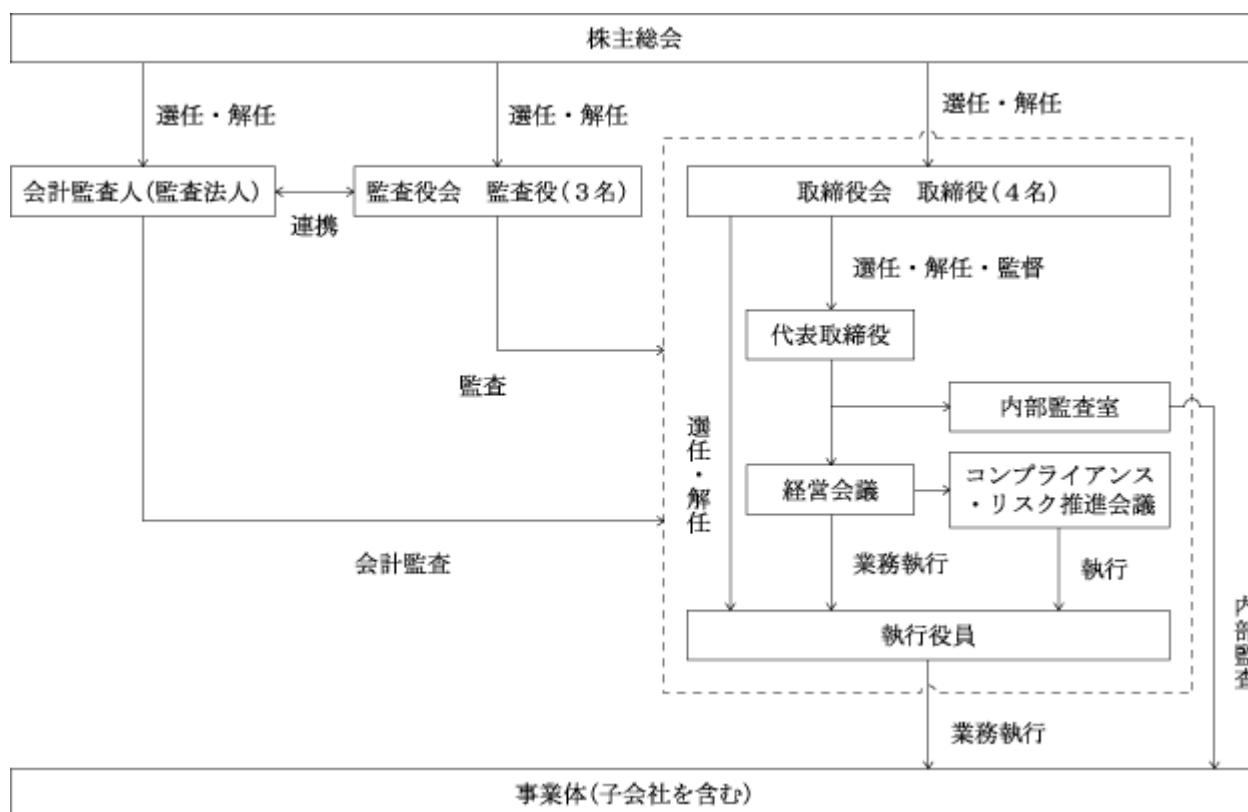 株主総会
選任・解任
選任・解任
選任・解任
会計監査人(監査法人)
監査役会　監査役(3名)
取締役会　取締役(4名)
連携
選任・解任・監督
代表取締役
監査
内部監査室
選任・解任
経営会議
コンプライアンス
・リスク推進会議
会計監査
業務執行
執行
内部監査
執行役員
業務執行
事業体(子会社を含む)